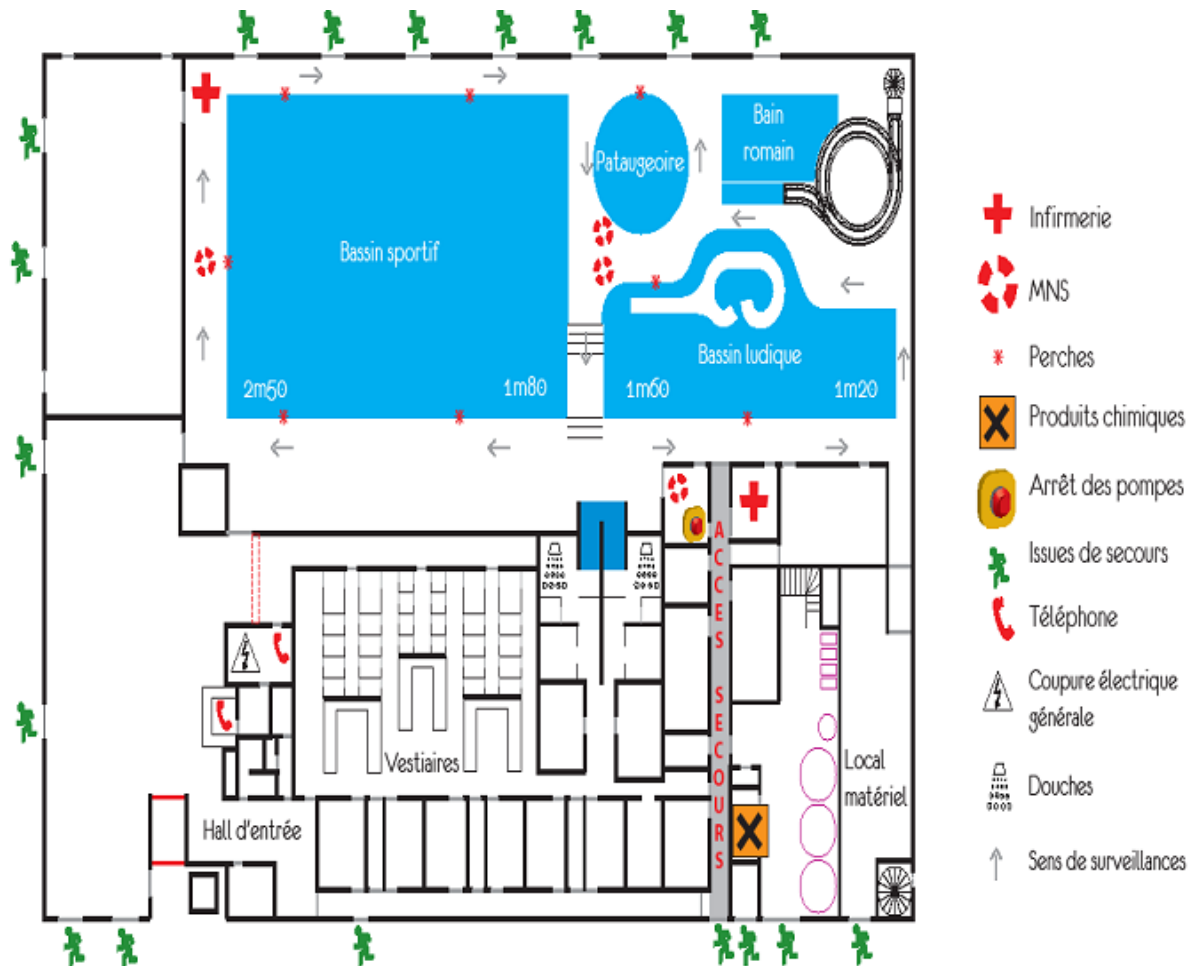 Bain
romain
Pataugeoire
Bassin sportif
Bassin ludique
2m50
1m80
1m60
1m20
ACCES SECOURS
Vestiaires
Hall d'entrée
Local
matériel
Infirmerie
MNS
Perches
Produits chimiques
Arrêt des pompes
Issues de secours
Téléphone
Coupure électrique
générale
Douches
Sens de surveillances